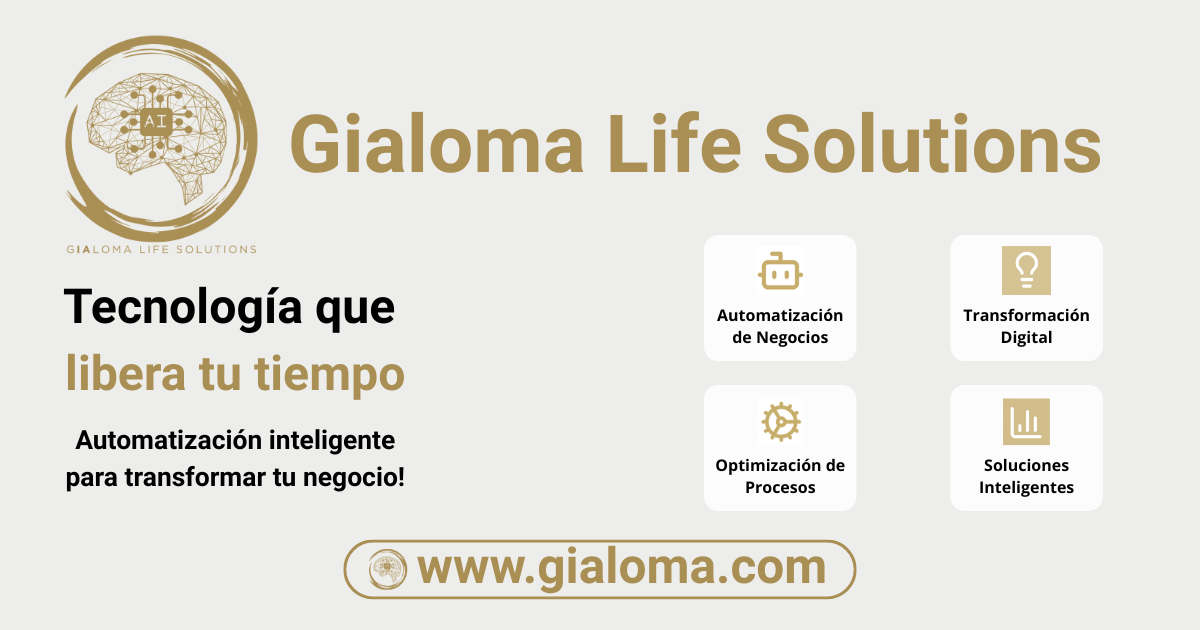 AI
GIALOMA LIFE SOLUTIONS
Gialoma Life Solutions
Tecnología que
libera tu tiempo
Automatización inteligente
para transformar tu negocio!
Automatización
de Negocios
Transformación
Digital
Optimización de
Procesos
Soluciones
Inteligentes
www.gialoma.com